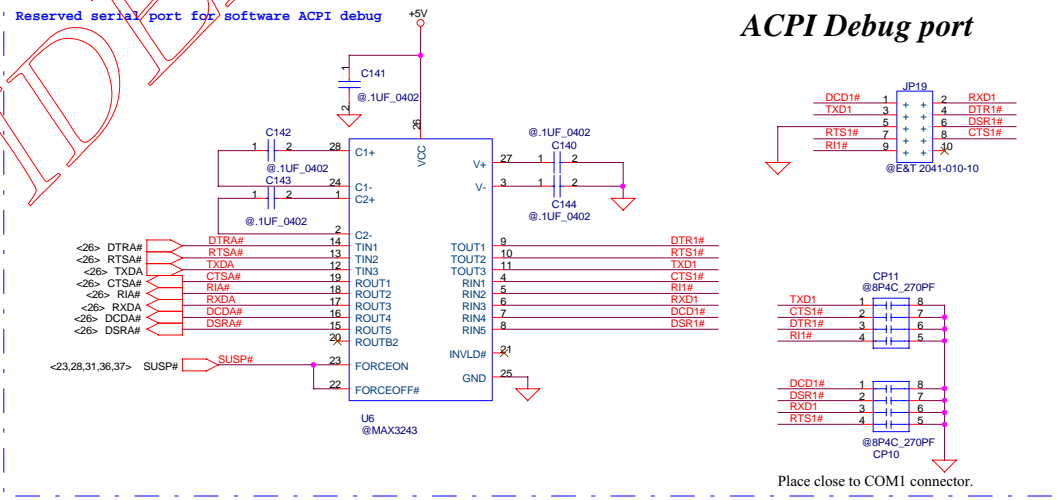 Reserved serial port for software ACPI debug
ACPI Debug port
+5V
1
C141
2
@.1UF_0402
26
VCC
C142
1 2 28 C1+
@.1UF_0402
C143
24 C1-
1 2 1 C2+
@.1UF_0402
2 C2-
@.1UF_0402
C140
V+ 27 1 2
V- 3 1 2
C144
@.1UF_0402
<26> DTRA# DTRA# 14 TIN1
<26> RTSA# RTSA# 13 TIN2
<26> TXDA TXDA 12 TIN3
<26> CTSA# CTSA# 19 ROUT1
<26> RIA# RIA# 18 ROUT2
<26> RXDA RXDA 17 ROUT3
<26> DCDA# DCDA# 16 ROUT4
<26> DSRA# DSRA# 15 ROUT5
20 ROUTB2
TOUT1 9 DTR1#
TOUT2 10 RTS1#
TOUT3 11 TXD1
RIN1 4 CTS1#
RIN2 5 RI1#
RIN3 6 RXD1
RIN4 7 DCD1#
RIN5 8 DSR1#
INVLD# 21
GND 25
<23,28,31,36,37> SUSP# SUSP# 23 FORCEON
22 FORCEOFF#
U6
@MAX3243
JP19
DCD1# 1 2 RXD1
TXD1 3 4 DTR1#
5 6 DSR1#
RTS1# 7 8 CTS1#
RI1# 9 10
@E&T 2041-010-10
CP11
@8P4C_270PF
TXD1 1 8
CTS1# 2 7
DTR1# 3 6
RI1# 4 5
DCD1# 1 8
DSR1# 2 7
RXD1 3 6
RTS1# 4 5
@8P4C_270PF
CP10
Place close to COM1 connector.